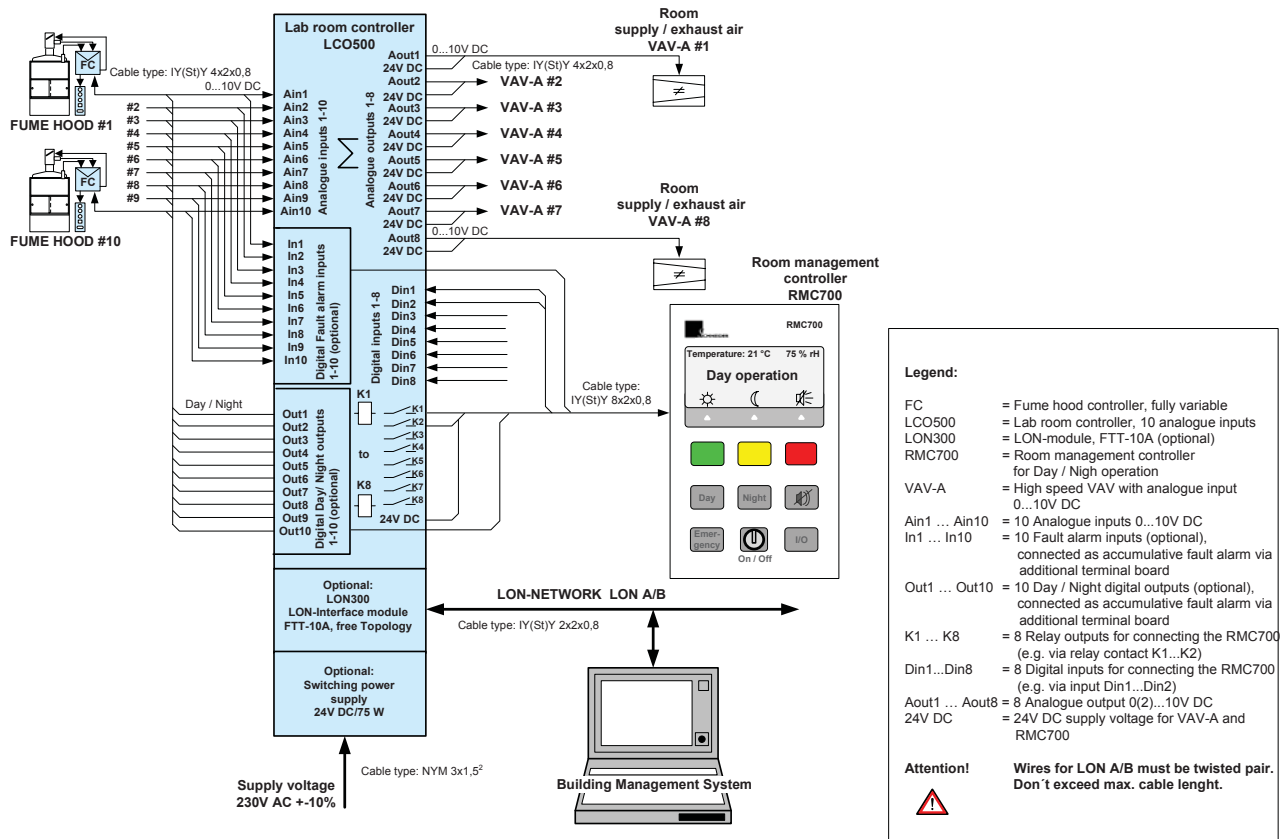 Lab room controller
LCO500
Room
supply / exhaust air
VAV-A #1
FC
Cable type: IY(St)Y 4x2x0,8
0...10V DC
FUME HOOD #1
#2
#3
#4
#5
#6
#7
#8
#9
FC
FUME HOOD #10
Ain1
Ain2
Ain3
Ain4
Ain5
Ain6
Ain7
Ain8
Ain9
Ain10
Analogue inputs 1-10
∑
Analogue outputs 1-8
Aout1
24V DC
Aout2
24V DC
Aout3
24V DC
Aout4
24V DC
Aout5
24V DC
Aout6
24V DC
Aout7
24V DC
Aout8
24V DC
0...10V DC
Cable type: IY(St)Y 4x2x0,8
≠
VAV-A #2
VAV-A #3
VAV-A #4
VAV-A #5
VAV-A #6
VAV-A #7
0...10V DC
Room
supply / exhaust air
VAV-A #8
≠
In1
In2
In3
In4
In5
In6
In7
In8
In9
In10
Digital Fault alarm inputs
1-10 (optional)
Digital inputs 1-8
Din1
Din2
Din3
Din4
Din5
Din6
Din7
Din8
Day / Night
Out1
Out2
Out3
Out4
Out5
Out6
Out7
Out8
Out9
Out10
Digital Day/ Night outputs
1-10 (optional)
K1
to
K8
K1
K2
K3
K4
K5
K6
K7
K8
24V DC
Cable type:
IY(St)Y 8x2x0,8
Room management
controller
RMC700
RMC700
Temperature: 21 °C 75 % rH
Day operation
Day
Night
Emer-
gency
I/O
On / Off
Optional:
LON300
LON-Interface module
FTT-10A, free Topology
LON-NETWORK LON A/B
Cable type: IY(St)Y 2x2x0,8
Optional:
Switching power
supply
24V DC/75 W
Supply voltage
230V AC +-10%
Cable type: NYM 3x1,5²
Building Management System
Legend:
FC = Fume hood controller, fully variable
LCO500 = Lab room controller, 10 analogue inputs
LON300 = LON-module, FTT-10A (optional)
RMC700 = Room management controller
for Day / Nigh operation
VAV-A = High speed VAV with analogue input
0...10V DC
Ain1 … Ain10 = 10 Analogue inputs 0...10V DC
In1 … In10 = 10 Fault alarm inputs (optional),
connected as accumulative fault alarm via
additional terminal board
Out1 … Out10 = 10 Day / Night digital outputs (optional),
connected as accumulative fault alarm via
additional terminal board
K1 … K8 = 8 Relay outputs for connecting the RMC700
(e.g. via relay contact K1...K2)
Din1...Din8 = 8 Digital inputs for connecting the RMC700
(e.g. via input Din1...Din2)
Aout1 … Aout8 = 8 Analogue output 0(2)...10V DC
24V DC = 24V DC supply voltage for VAV-A and
RMC700
Attention! Wires for LON A/B must be twisted pair.
Don´t exceed max. cable lenght.